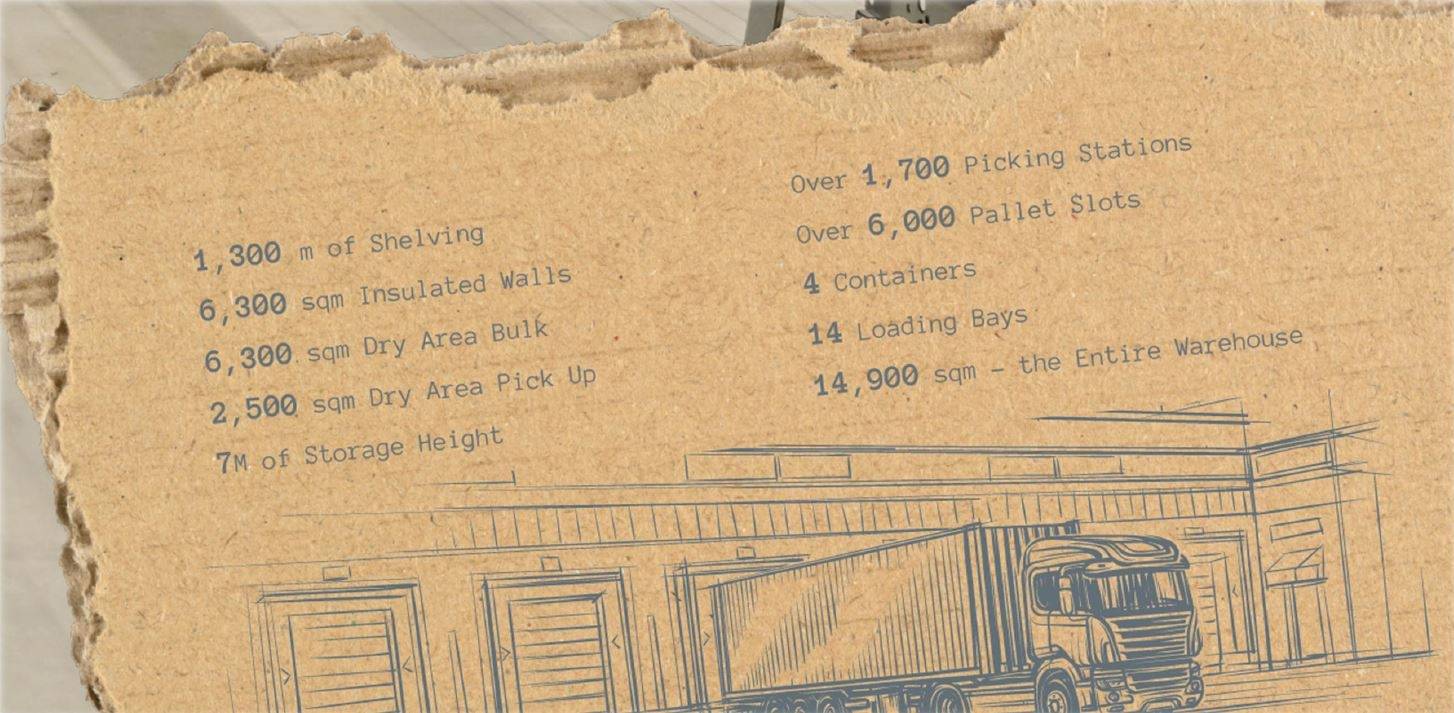 1,300 m of Shelving
6,300 sqm Insulated Walls
6,300 sqm Dry Area Bulk
2,500 sqm Dry Area Pick Up
7M of Storage Height
Over 1,700 Picking Stations
Over 6,000 Pallet Slots
4 Containers
14 Loading Bays
14,900 sqm – the Entire Warehouse